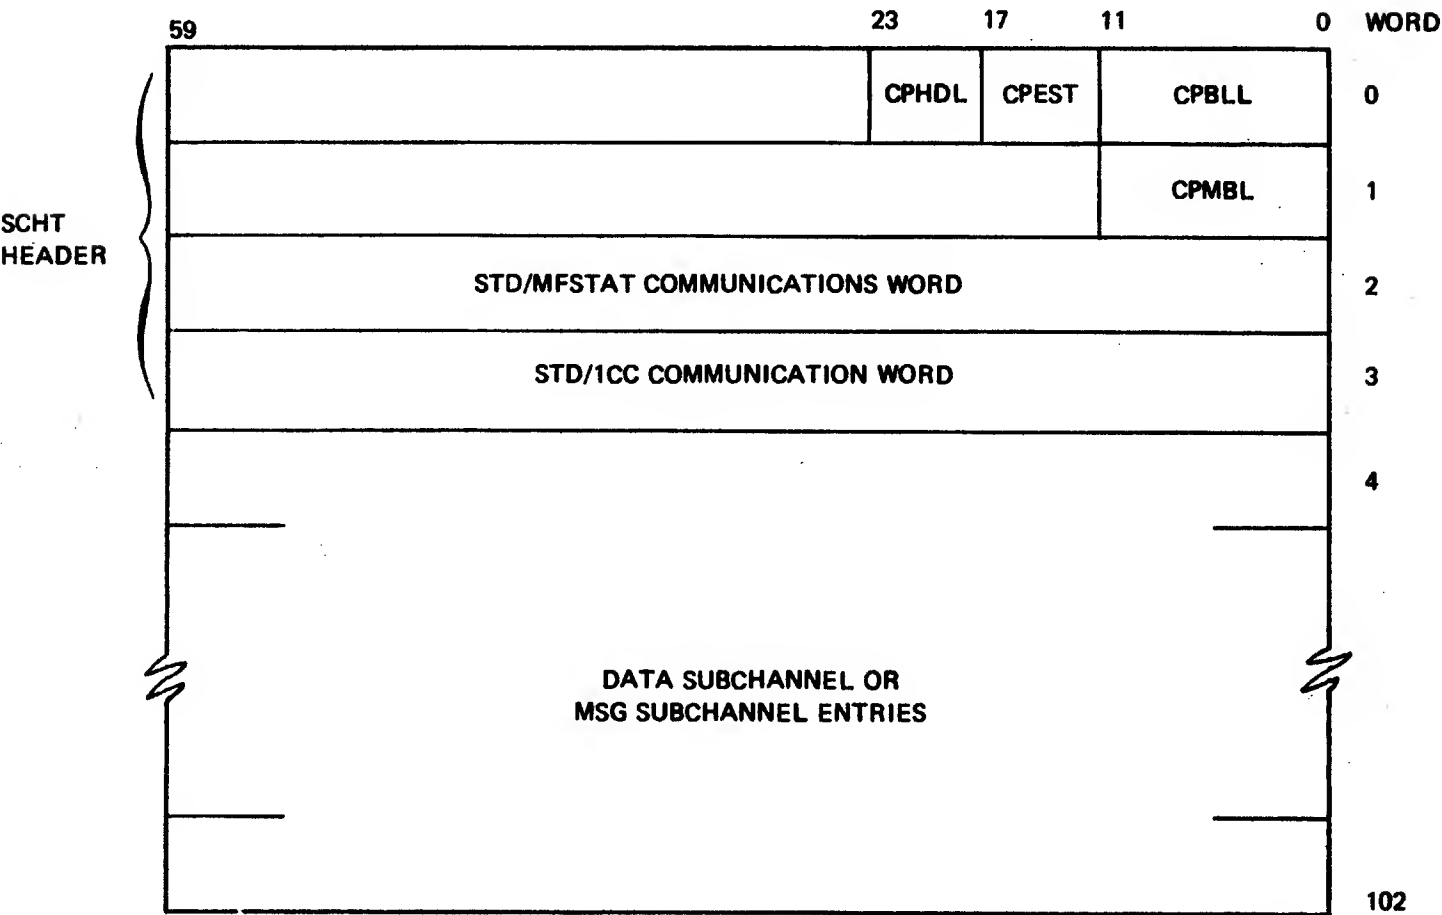 59 23 17 11 0 WORD
CPHDL CPEST CPBLL 0
CPMBL 1
SCHT
HEADER
STD/MFSTAT COMMUNICATIONS WORD 2
STD/1CC COMMUNICATION WORD 3
4
DATA SUBCHANNEL OR
MSG SUBCHANNEL ENTRIES
102